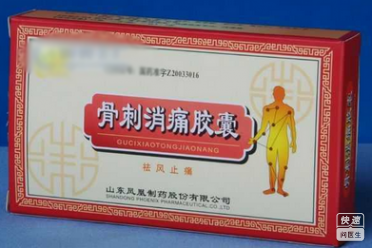 国药准字Z20033016
骨刺消痛胶囊
GUCIXIAOTONGJIAONANG
祛风止痛
山东凤凰制药股份有限公司
SHANDONG PHOENIX PHARMACEUTICAL CO.,LTD
快速
问医生